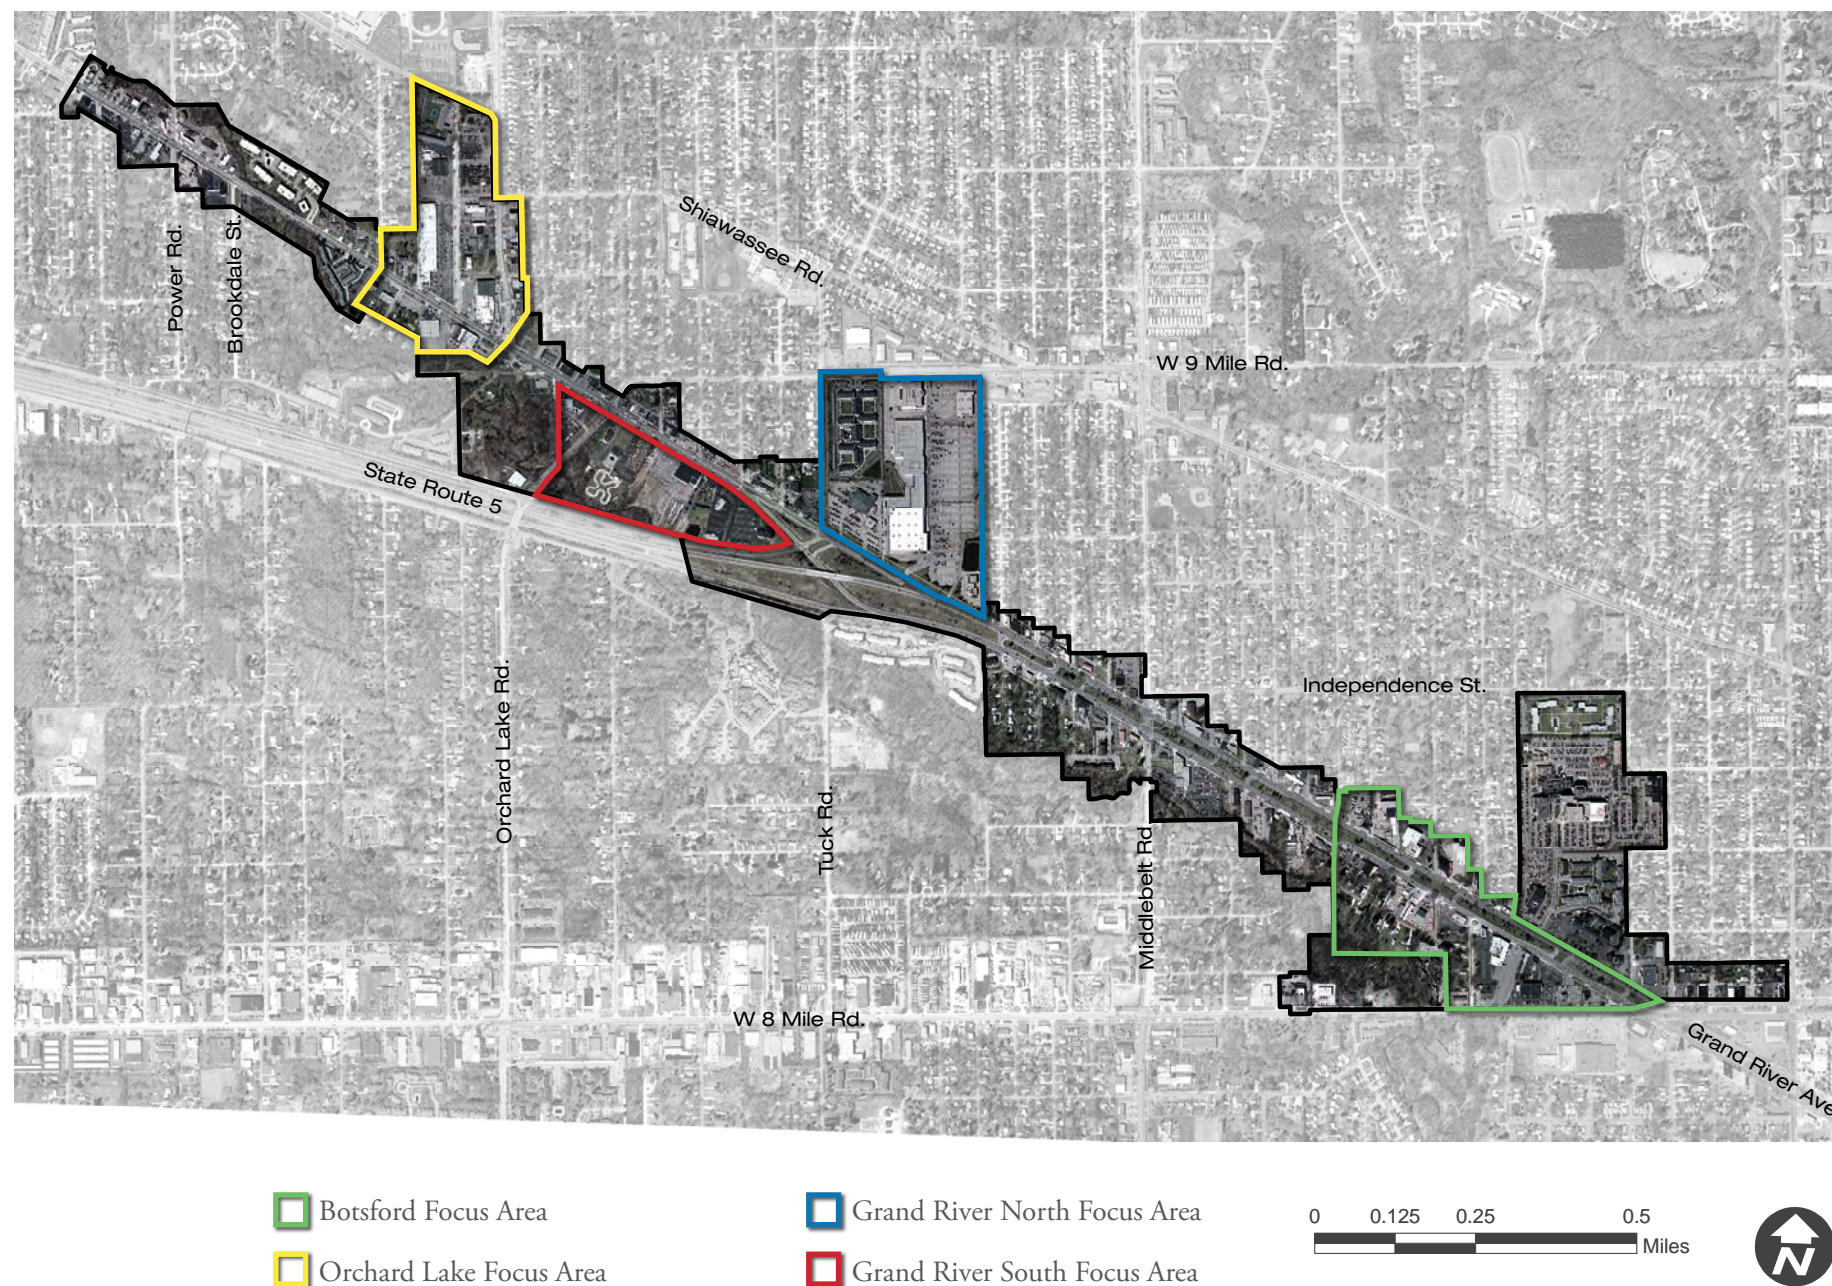 Shiawassee Rd.
Power Rd.
Brookdale St.
W 9 Mile Rd.
State Route 5
Orchard Lake Rd.
Independence St.
Tuck Rd.
Middlebelt Rd
W 8 Mile Rd.
Grand River Ave
Botsford Focus Area
Grand River North Focus Area
0 0.125 0.25 0.5
Miles
N
Orchard Lake Focus Area
Grand River South Focus Area